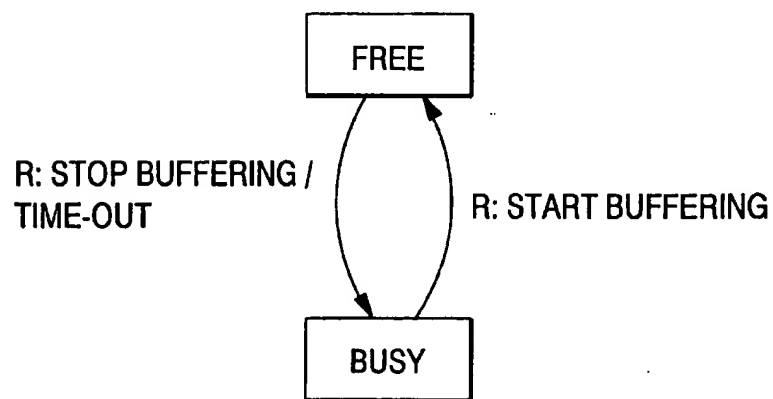 FREE
R: STOP BUFFERING /
TIME-OUT
R: START BUFFERING
BUSY